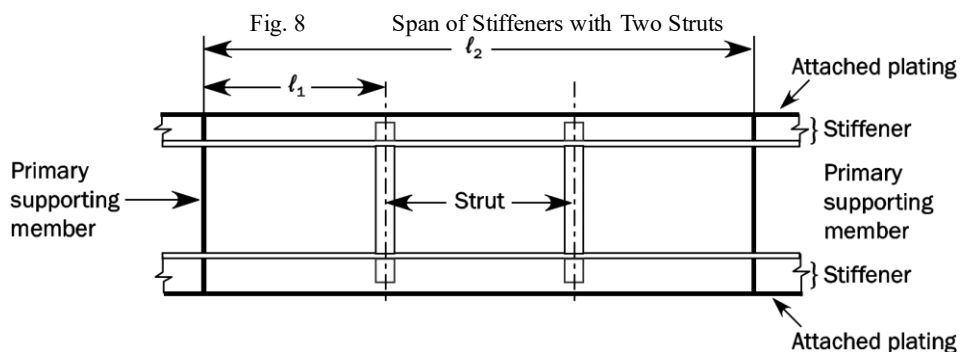 Fig. 8 Span of Stiffeners with Two Struts
ℓ2
ℓ1
Attached plating
Stiffener
Primary
supporting
member
Strut
Primary
supporting
member
Stiffener
Attached plating